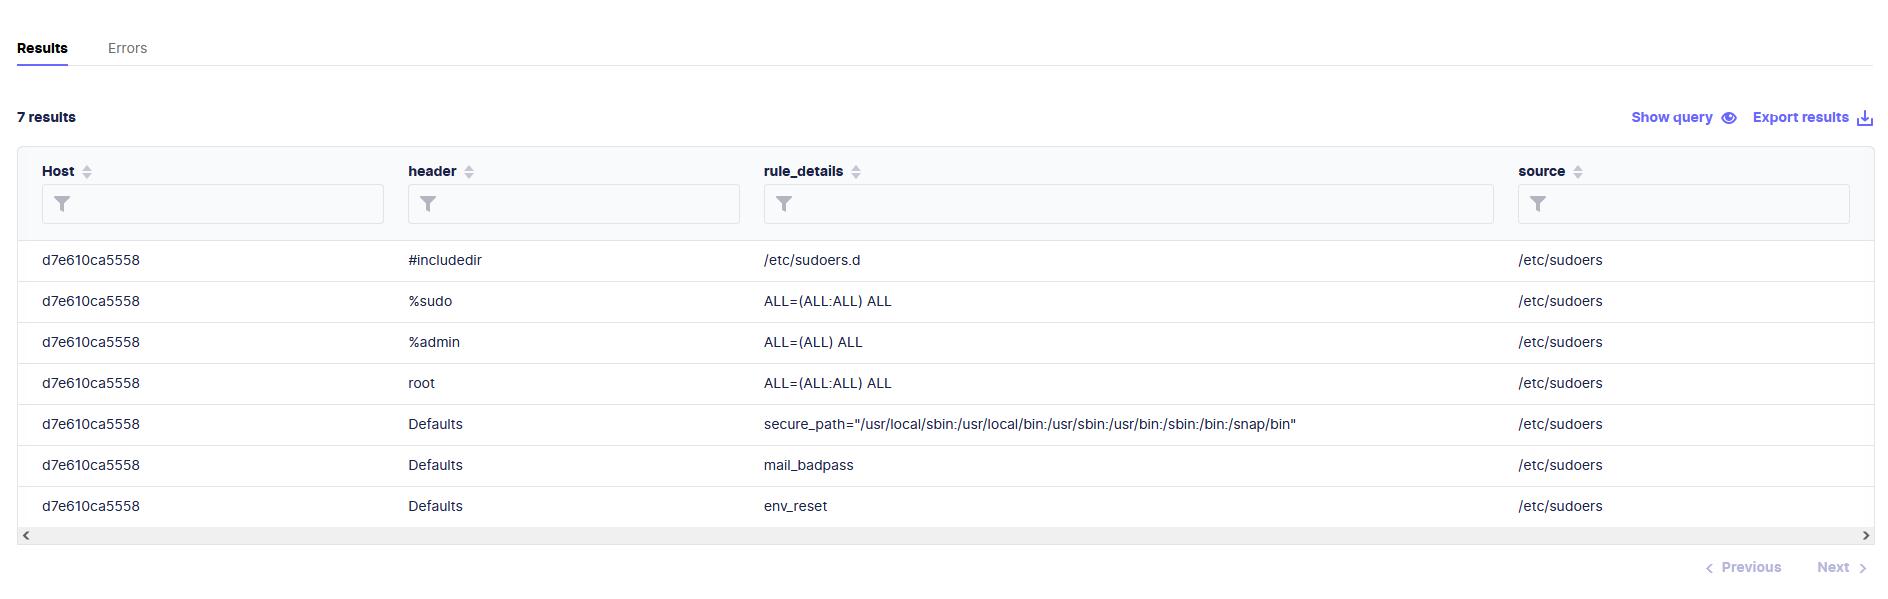 Results Errors
7 results Show query Export results
Host header rule_details source
d7e610ca5558 #includedir /etc/sudoers.d /etc/sudoers
d7e610ca5558 %sudo ALL=(ALL:ALL) ALL /etc/sudoers
d7e610ca5558 %admin ALL=(ALL) ALL /etc/sudoers
d7e610ca5558 root ALL=(ALL:ALL) ALL /etc/sudoers
d7e610ca5558 Defaults secure_path="/usr/local/sbin:/usr/local/bin:/usr/sbin:/usr/bin:/sbin:/bin:/snap/bin" /etc/sudoers
d7e610ca5558 Defaults mail_badpass /etc/sudoers
d7e610ca5558 Defaults env_reset /etc/sudoers
Previous Next